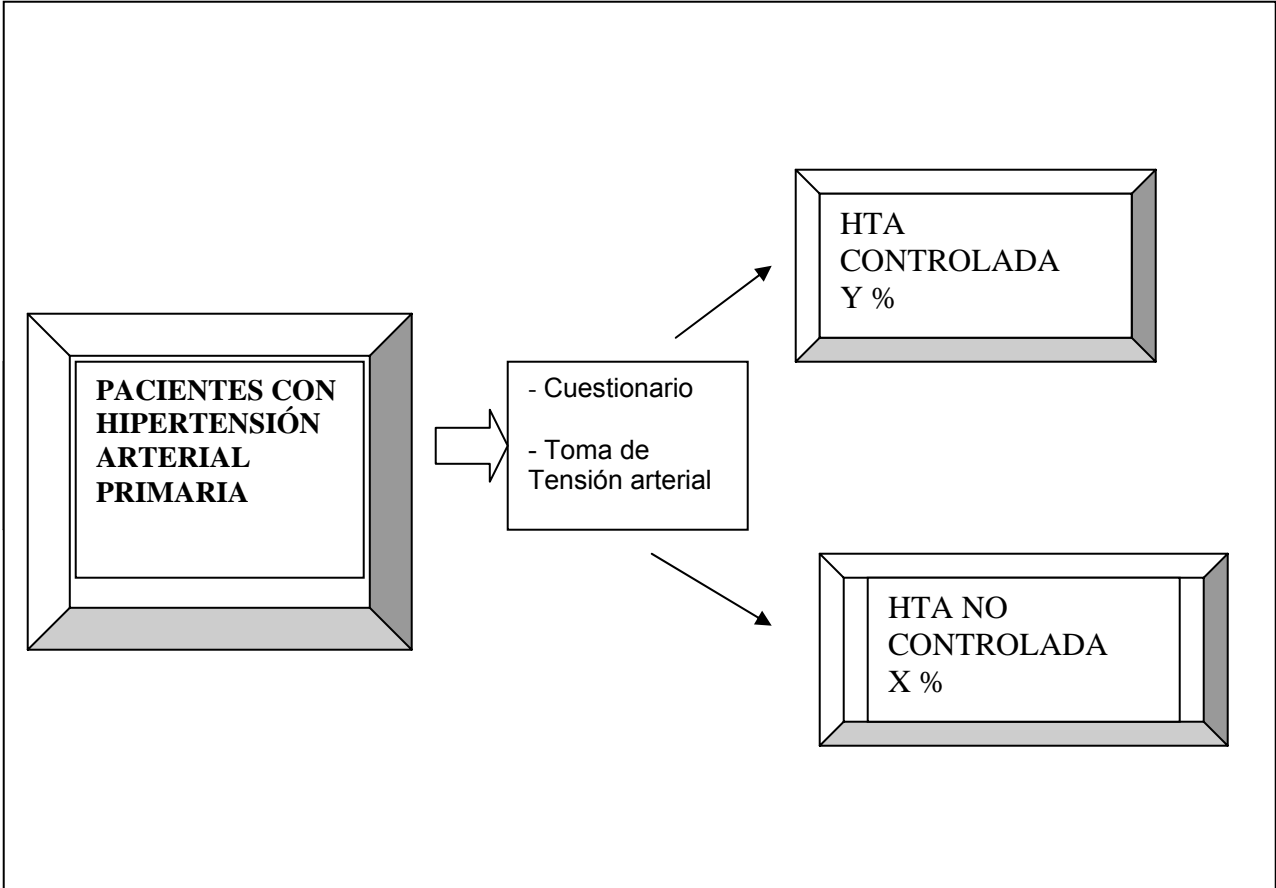 PACIENTES CON
HIPERTENSIÓN
ARTERIAL
PRIMARIA
- Cuestionario
- Toma de
Tensión arterial
HTA
CONTROLADA
Y %
HTA NO
CONTROLADA
X %